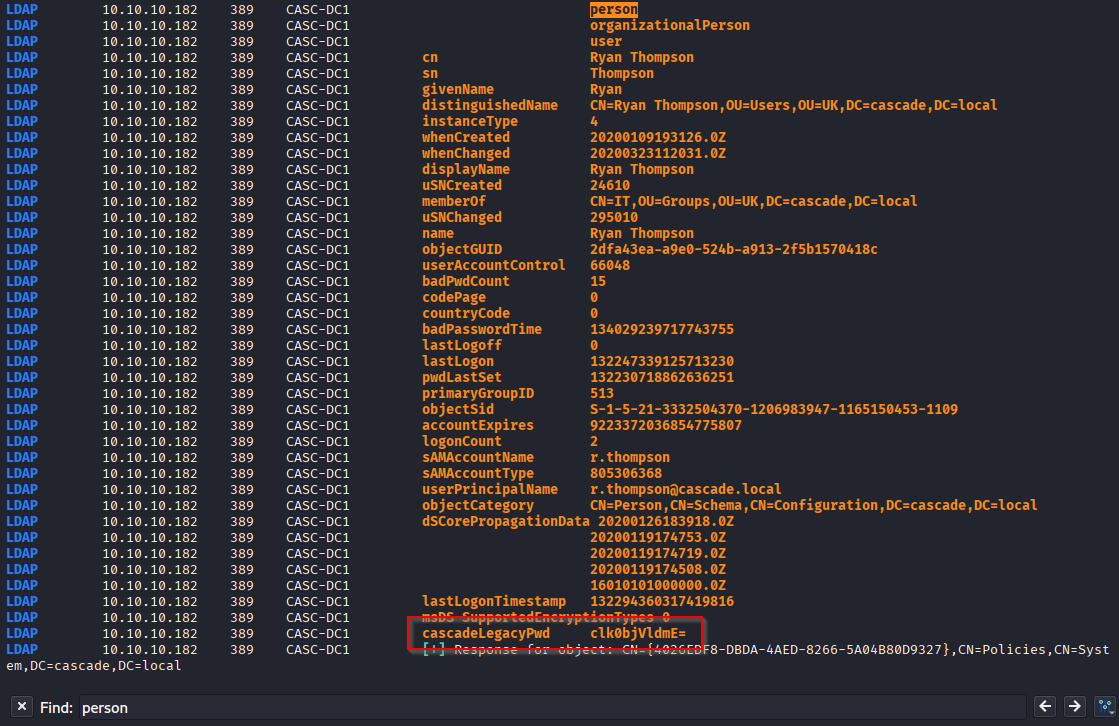 LDAP 10.10.10.182 389 CASC-DC1 person
LDAP 10.10.10.182 389 CASC-DC1 organizationalPerson
LDAP 10.10.10.182 389 CASC-DC1 user
LDAP 10.10.10.182 389 CASC-DC1 cn Ryan Thompson
LDAP 10.10.10.182 389 CASC-DC1 sn Thompson
LDAP 10.10.10.182 389 CASC-DC1 givenName Ryan
LDAP 10.10.10.182 389 CASC-DC1 distinguishedName CN=Ryan Thompson,OU=Users,OU=UK,DC=cascade,DC=local
LDAP 10.10.10.182 389 CASC-DC1 instanceType 4
LDAP 10.10.10.182 389 CASC-DC1 whenCreated 20200109193126.0Z
LDAP 10.10.10.182 389 CASC-DC1 whenChanged 20200323112031.0Z
LDAP 10.10.10.182 389 CASC-DC1 displayName Ryan Thompson
LDAP 10.10.10.182 389 CASC-DC1 uSNCreated 24610
LDAP 10.10.10.182 389 CASC-DC1 memberOf CN=IT,OU=Groups,OU=UK,DC=cascade,DC=local
LDAP 10.10.10.182 389 CASC-DC1 uSNChanged 295010
LDAP 10.10.10.182 389 CASC-DC1 name Ryan Thompson
LDAP 10.10.10.182 389 CASC-DC1 objectGUID 2dfa43ea-a9e0-524b-a913-2f5b1570418c
LDAP 10.10.10.182 389 CASC-DC1 userAccountControl 66048
LDAP 10.10.10.182 389 CASC-DC1 badPwdCount 15
LDAP 10.10.10.182 389 CASC-DC1 codePage 0
LDAP 10.10.10.182 389 CASC-DC1 countryCode 0
LDAP 10.10.10.182 389 CASC-DC1 badPasswordTime 134029239717743755
LDAP 10.10.10.182 389 CASC-DC1 lastLogoff 0
LDAP 10.10.10.182 389 CASC-DC1 lastLogon 132247339125713230
LDAP 10.10.10.182 389 CASC-DC1 pwdLastSet 132230718862636251
LDAP 10.10.10.182 389 CASC-DC1 primaryGroupID 513
LDAP 10.10.10.182 389 CASC-DC1 objectSid S-1-5-21-3332504370-1206983947-1165150453-1109
LDAP 10.10.10.182 389 CASC-DC1 accountExpires 9223372036854775807
LDAP 10.10.10.182 389 CASC-DC1 logonCount 2
LDAP 10.10.10.182 389 CASC-DC1 sAMAccountName r.thompson
LDAP 10.10.10.182 389 CASC-DC1 sAMAccountType 805306368
LDAP 10.10.10.182 389 CASC-DC1 userPrincipalName r.thompson@cascade.local
LDAP 10.10.10.182 389 CASC-DC1 objectCategory CN=Person,CN=Schema,CN=Configuration,DC=cascade,DC=local
LDAP 10.10.10.182 389 CASC-DC1 dSCorePropagationData 20200126183918.0Z
LDAP 10.10.10.182 389 CASC-DC1 20200119174753.0Z
LDAP 10.10.10.182 389 CASC-DC1 20200119174719.0Z
LDAP 10.10.10.182 389 CASC-DC1 20200119174508.0Z
LDAP 10.10.10.182 389 CASC-DC1 16010101000000.0Z
LDAP 10.10.10.182 389 CASC-DC1 lastLogonTimestamp 132294360317419816
LDAP 10.10.10.182 389 CASC-DC1 msDS-SupportedEncryptionTypes 0
LDAP 10.10.10.182 389 CASC-DC1 cascadeLegacyPwd clk0bjVldmE=
LDAP 10.10.10.182 389 CASC-DC1 [+] Response for object: CN={4026EDF8-DBDA-4AED-8266-5A04B80D9327},CN=Policies,CN=Syst
em,DC=cascade,DC=local
Find: person